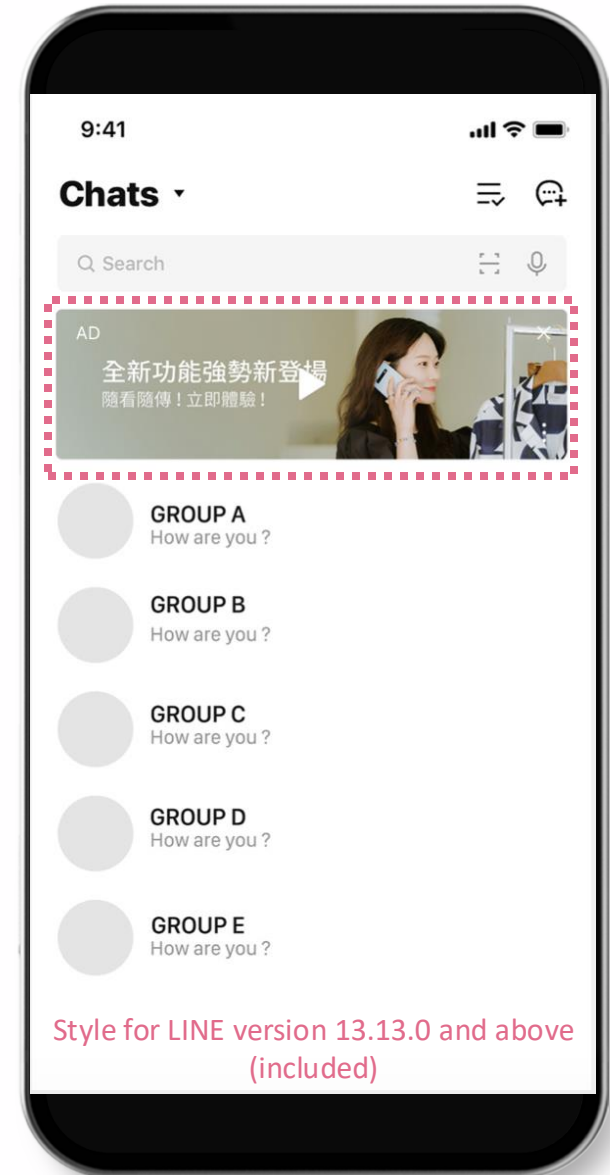 9:41
Chats
Search
AD
全新功能強勢新登場
隨看隨傳！立即體驗！
GROUP A
How are you ?
GROUP B
How are you ?
GROUP C
How are you ?
GROUP D
How are you ?
GROUP E
How are you ?
Style for LINE version 13.13.0 and above
(included)